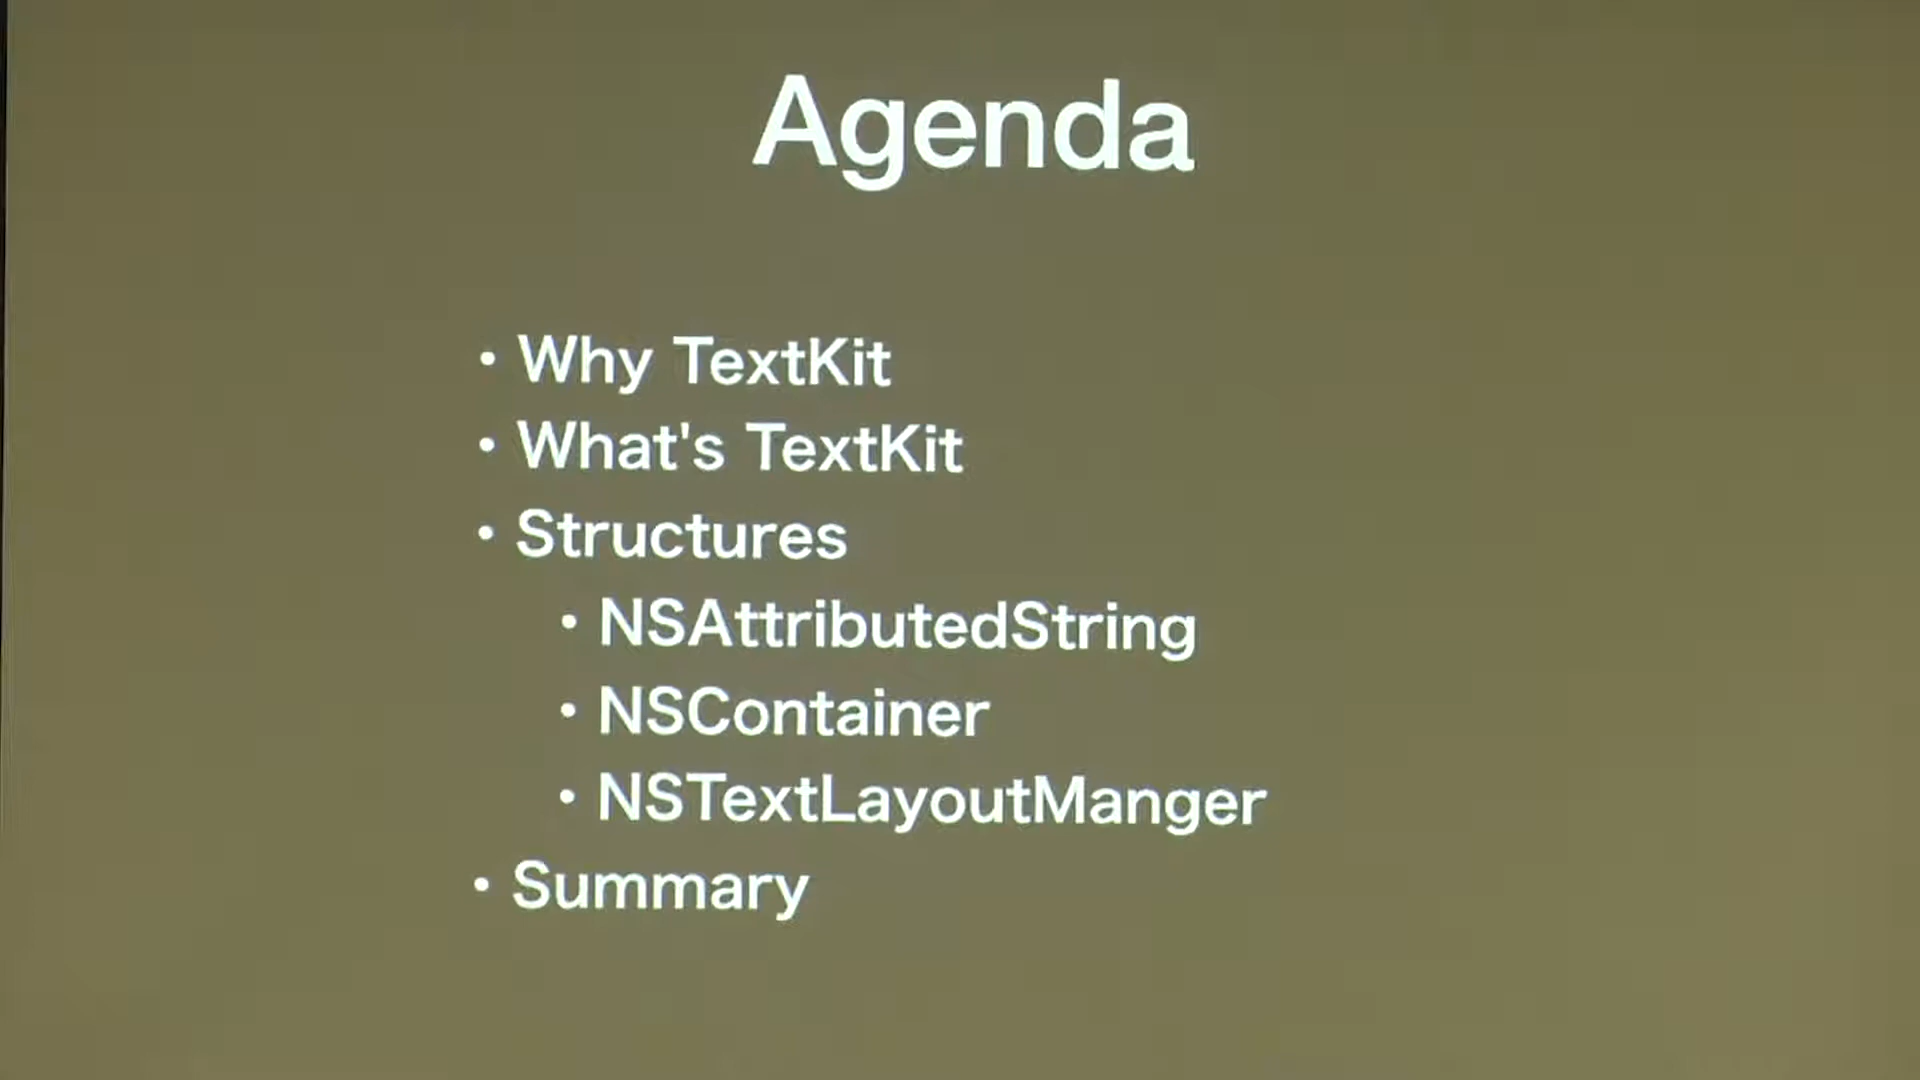 Agenda
• Why TextKit
• What's TextKit
• Structures
• NSAttributedString
• NSContainer
• NSTextLayoutManger
• Summary